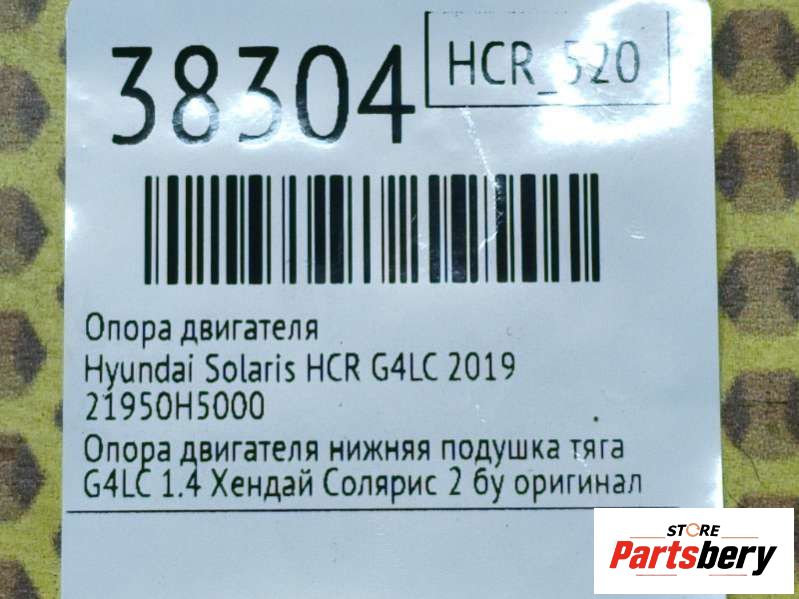 38304
HCR_520
Опора двигателя
Hyundai Solaris HCR G4LC 2019
21950H5000
Опора двигателя нижняя подушка тяга
G4LC 1.4 Хендай Солярис 2 бу оригинал
STORE
Partsbery